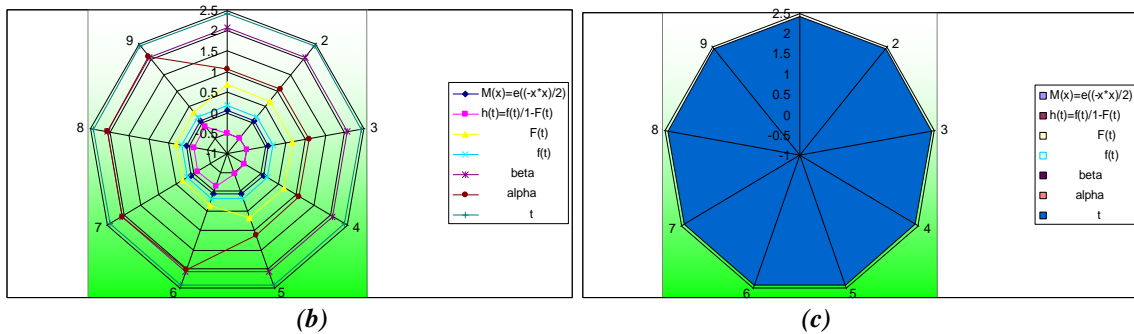 2.5
2
1.5
1
0.5
0
-0.5
-1
2
3
4
5
6
7
8
9
M(x)=e((-x*x)/2)
h(t)=f(t)/1-F(t)
F(t)
f(t)
beta
alpha
t
(b)
2.5
2
1.5
1
0.5
0
-0.5
-1
2
3
4
5
6
7
8
9
M(x)=e((-x*x)/2)
h(t)=f(t)/1-F(t)
F(t)
f(t)
beta
alpha
t
(c)